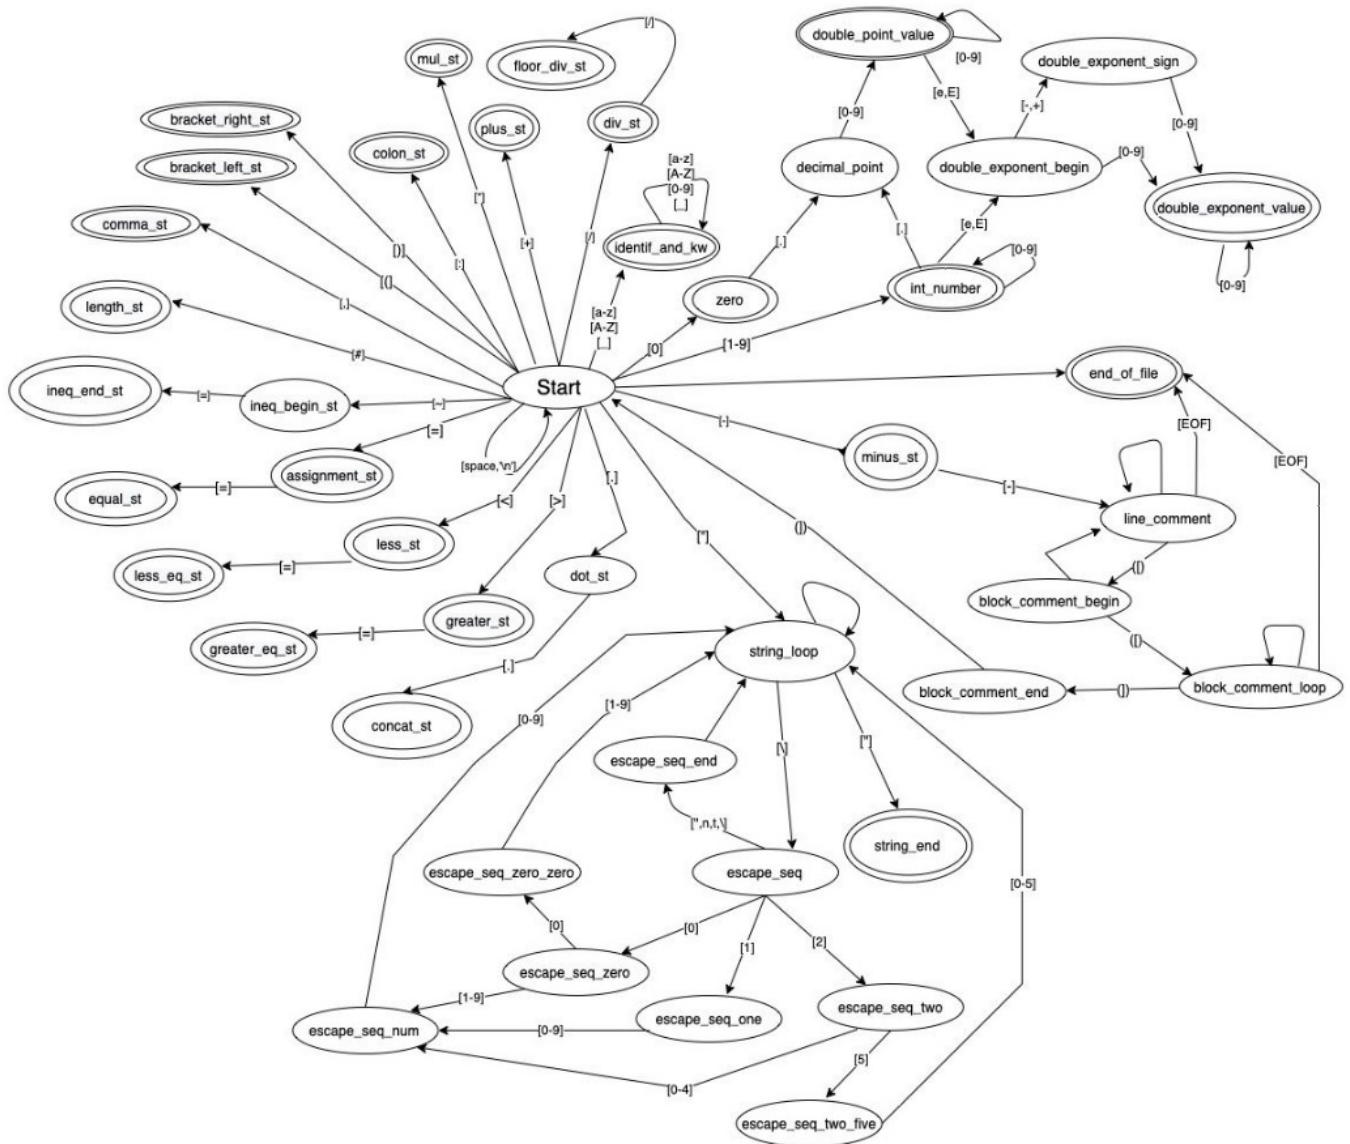 [/]
mul_st
floor_div_st
double_point_value
[0-9]
double_exponent_sign
[e,E]
[-,+]
[0-9]
[0-9]
bracket_right_st
plus_st
div_st
colon_st
bracket_left_st
[a-z]
[A-Z]
[0-9]
[_]
decimal_point
double_exponent_begin
[0-9]
double_exponent_value
[0-9]
comma_st
[*]
[)]
[(]
[:]
[+]
[/]
identif_and_kw
[.]
[.]
[e,E]
[0-9]
int_number
zero
length_st
[,]
[a-z]
[A-Z]
[_]
[0]
[1-9]
[#]
Start
end_of_file
ineq_end_st
[=]
ineq_begin_st
[~]
[=]
[space,'\n']
[-]
[EOF]
minus_st
[EOF]
assignment_st
equal_st
[=]
[<]
[>]
[.]
["]
[-]
line_comment
less_st
less_eq_st
[=]
dot_st
([)
block_comment_begin
(])
greater_st
greater_eq_st
[=]
string_loop
([)
[.]
block_comment_end
(])
block_comment_loop
[0-9]
[1-9]
concat_st
escape_seq_end
[\]
["]
[",n,t,\]
string_end
escape_seq_zero_zero
escape_seq
[0-5]
[0]
[0]
[1]
[2]
escape_seq_zero
[1-9]
escape_seq_num
[0-9]
escape_seq_one
escape_seq_two
[5]
[0-4]
escape_seq_two_five